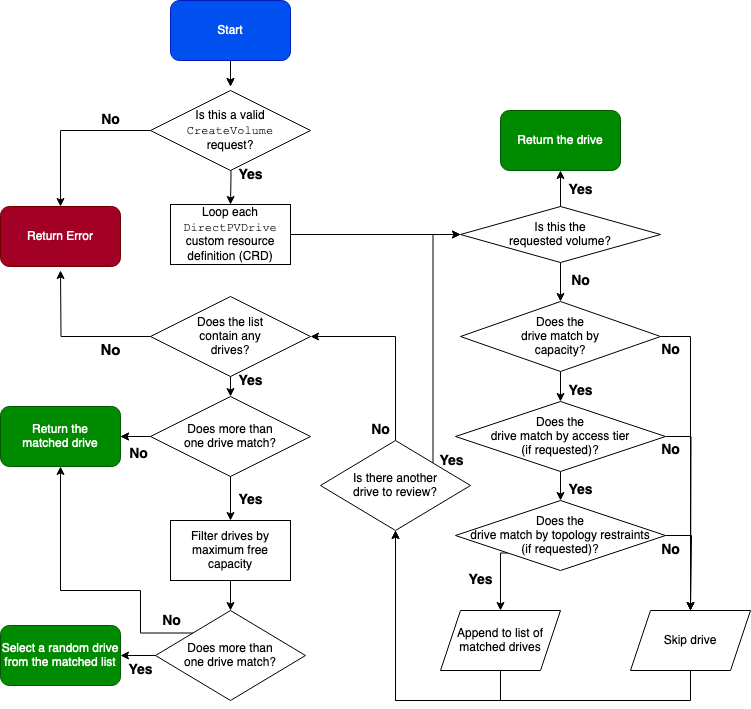 Start
Is this a valid
CreateVolume
request?
No
Yes
Return Error
Loop each
DirectPVDrive
custom resource
definition (CRD)
Return the drive
Yes
Is this the
requested volume?
No
Does the
drive match by
capacity?
No
Yes
Does the
drive match by access tier
(if requested)?
No
Yes
Does the
drive match by topology restraints
(if requested)?
No
Yes
Append to list of
matched drives
Skip drive
Is there another
drive to review?
Yes
No
Does the list
contain any
drives?
No
Yes
Does more than
one drive match?
No
Return the
matched drive
Yes
Filter drives by
maximum free
capacity
Does more than
one drive match?
No
Yes
Select a random drive
from the matched list